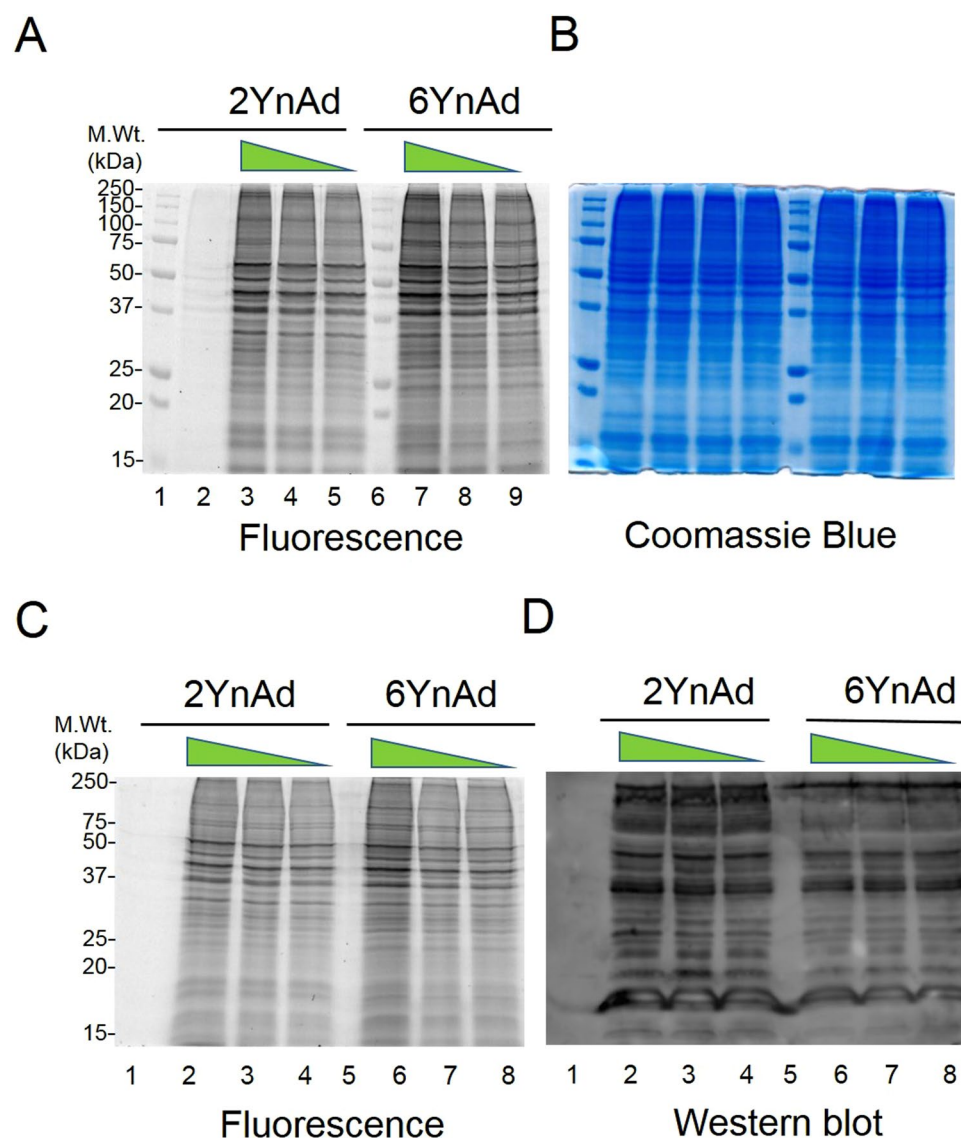 A
B
2YnAd 6YnAd
M.Wt.
(kDa)
250-
150-
100-
75-
50-
37-
25-
20-
15-
1 2 3 4 5 6 7 8 9
Fluorescence
Coomassie Blue
C
D
2YnAd 6YnAd
2YnAd 6YnAd
M.Wt.
(kDa)
250-
75-
50-
37-
25-
20-
15-
1 2 3 4 5 6 7 8
1 2 3 4 5 6 7 8
Fluorescence
Western blot